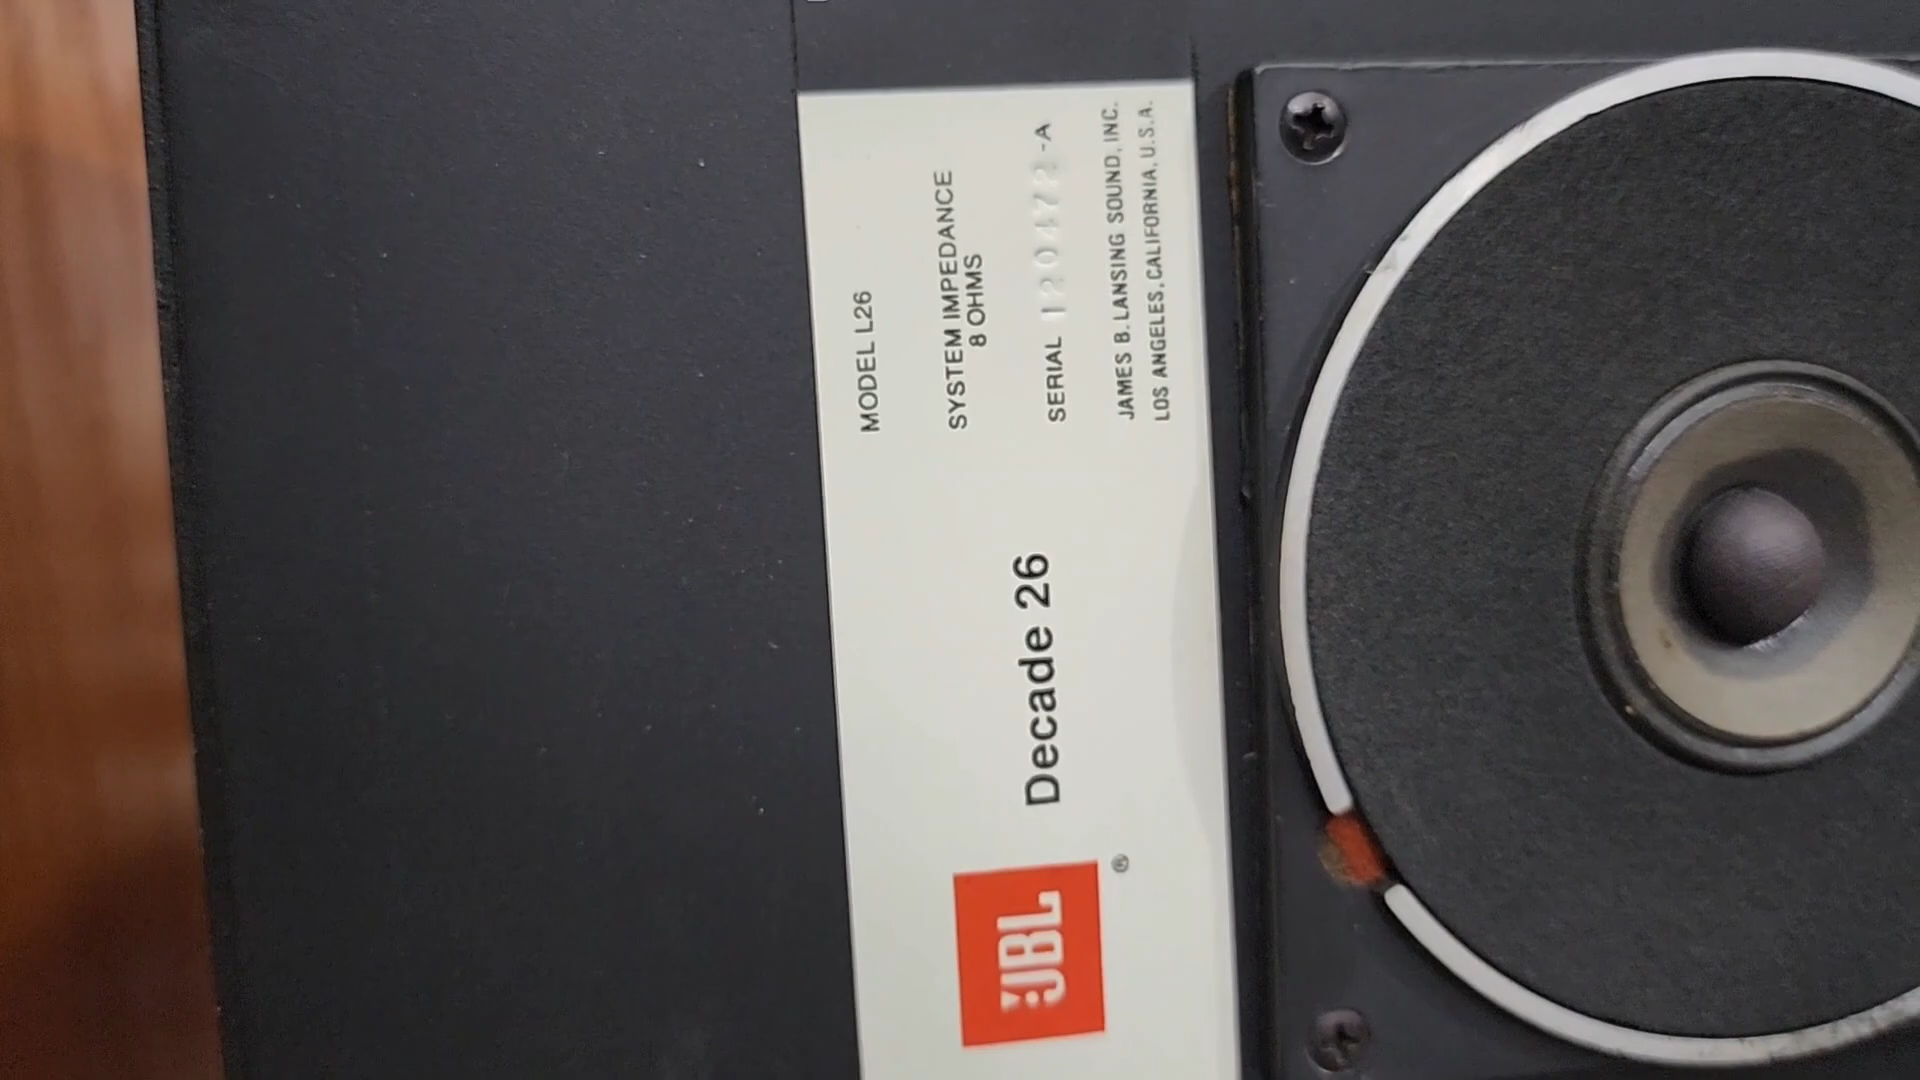 JBL
®
Decade 26
MODEL L26
SYSTEM IMPEDANCE
8 OHMS
SERIAL -A
JAMES B. LANSING SOUND, INC.
LOS ANGELES, CALIFORNIA, U.S.A.